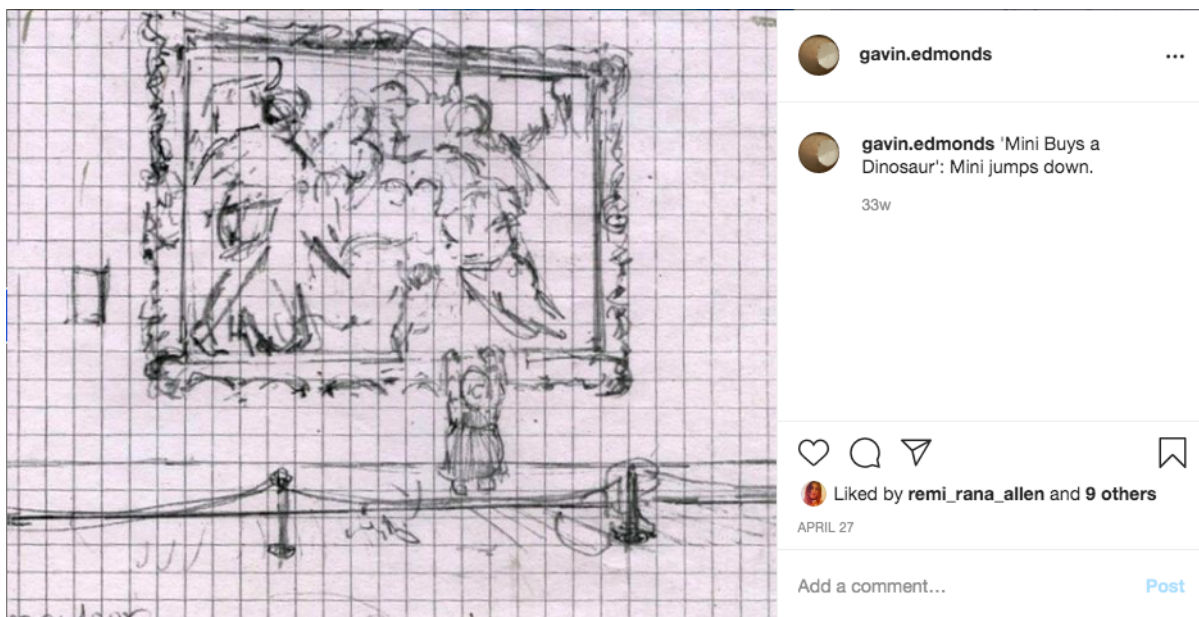 gavin.edmonds
gavin.edmonds 'Mini Buys a
Dinosaur': Mini jumps down.
33w
Liked by remi_rana_allen and 9 others
APRIL 27
Add a comment... Post